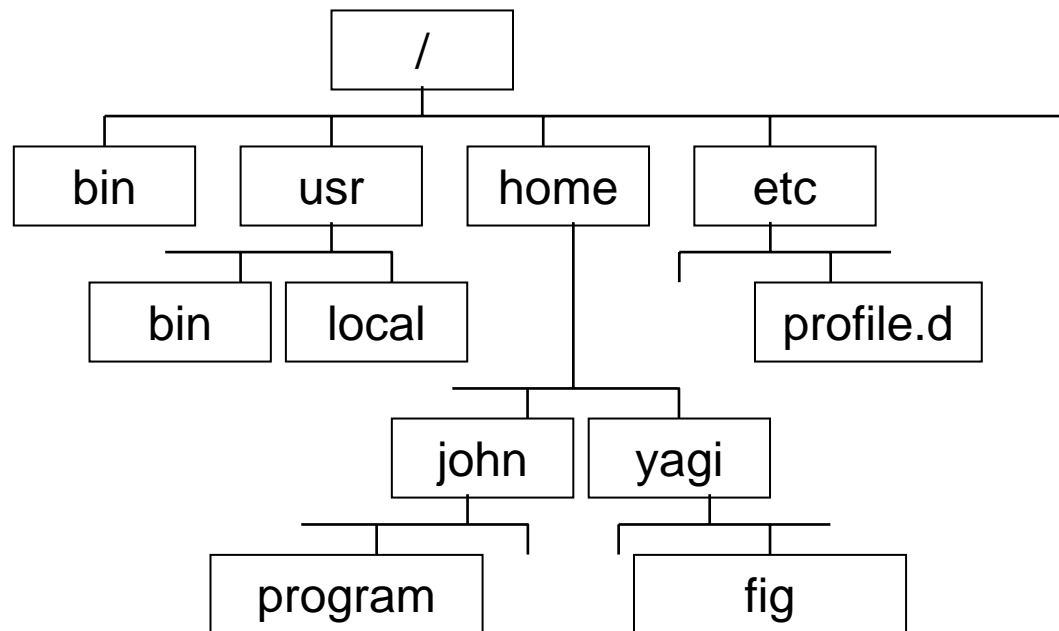 /
bin usr home etc
bin local profile.d
john yagi
program fig